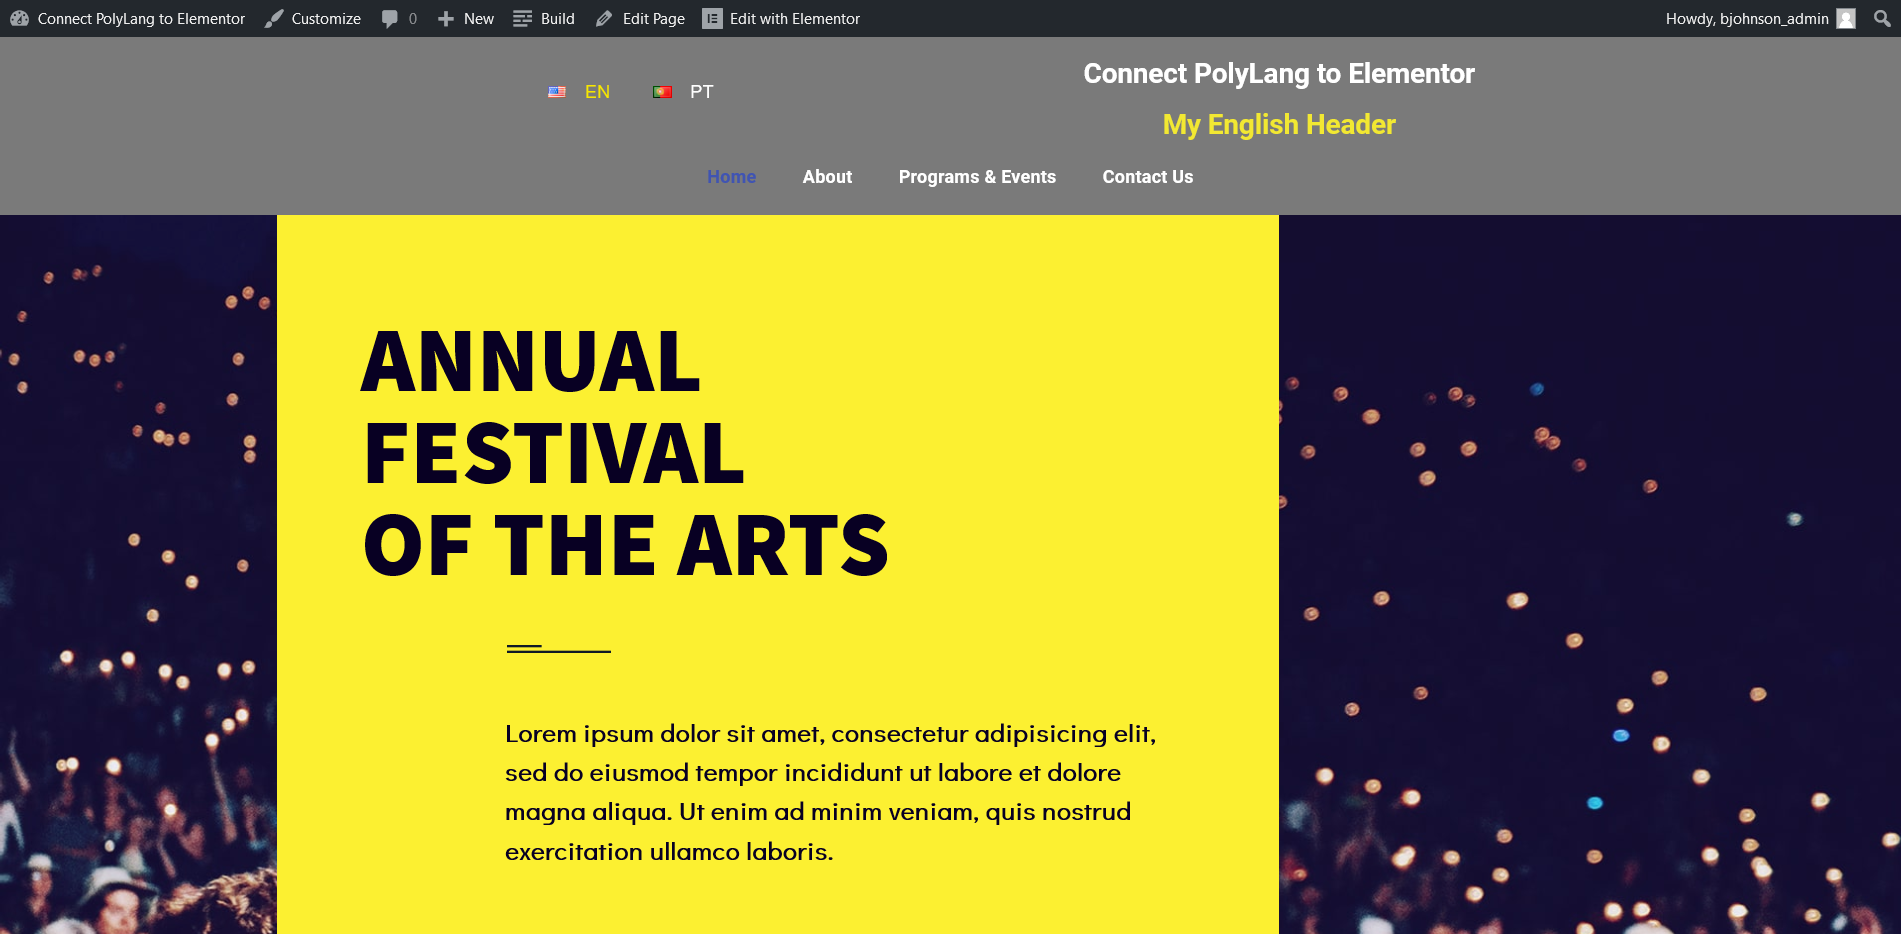 Connect PolyLang to Elementor Customize 0 New Build Edit Page Edit with Elementor Howdy, bjohnson_admin
EN PT
Connect PolyLang to Elementor
My English Header
Home About Programs & Events Contact Us
ANNUAL
FESTIVAL
OF THE ARTS
Lorem ipsum dolor sit amet, consectetur adipisicing elit,
sed do eiusmod tempor incididunt ut labore et dolore
magna aliqua. Ut enim ad minim veniam, quis nostrud
exercitation ullamco laboris.